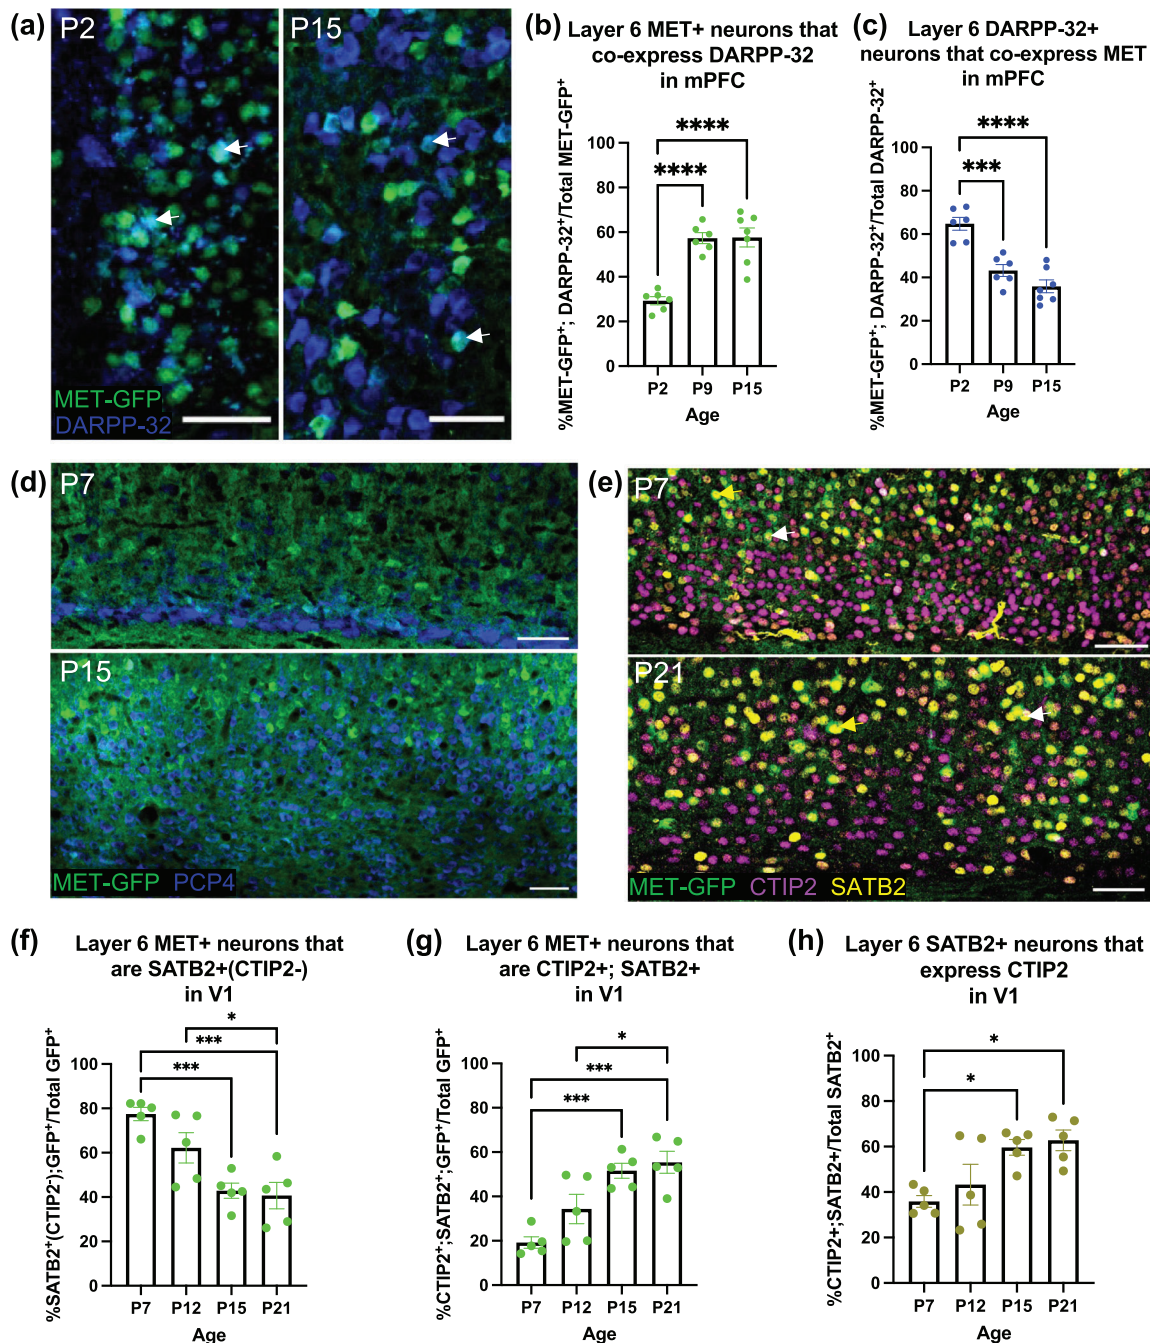 (a)
P2
P15
MET-GFP
DARPP-32
(b)
Layer 6 MET+ neurons that
co-express DARPP-32
in mPFC
%MET-GFP⁺; DARPP-32⁺/Total MET-GFP⁺
100
80
60
40
20
0
****
****
P2 P9 P15
Age
(c)
Layer 6 DARPP-32+
neurons that co-express MET
in mPFC
%MET-GFP⁺; DARPP-32⁺/Total DARPP-32⁺
100
80
60
40
20
0
****
***
P2 P9 P15
Age
(d)
P7
P15
MET-GFP PCP4
(e)
P7
P21
MET-GFP CTIP2 SATB2
(f)
Layer 6 MET+ neurons that
are SATB2+(CTIP2-)
in V1
%SATB2⁺(CTIP2⁻);GFP⁺/Total GFP⁺
100
80
60
40
20
0
*
***
***
P7 P12 P15 P21
Age
(g)
Layer 6 MET+ neurons that
are CTIP2+; SATB2+
in V1
%CTIP2⁺;SATB2⁺;GFP⁺/Total GFP⁺
100
80
60
40
20
0
*
***
***
P7 P12 P15 P21
Age
(h)
Layer 6 SATB2+ neurons that
express CTIP2
in V1
%CTIP2+;SATB2+/Total SATB2⁺
100
80
60
40
20
0
*
*
P7 P12 P15 P21
Age